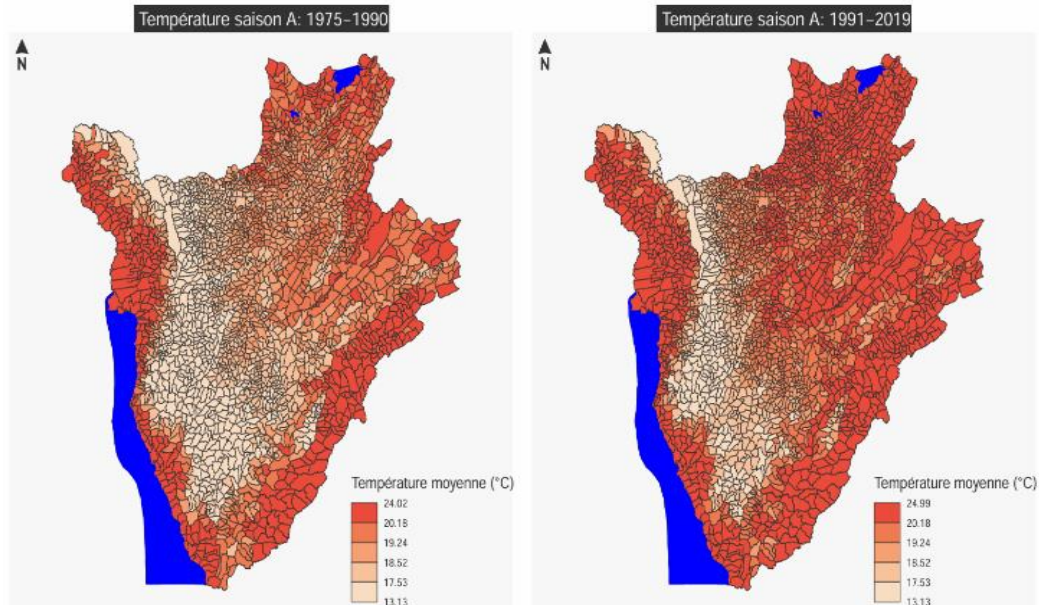 Température saison A: 1975–1990
N
Température moyenne (°C)
24.02
20.18
19.24
18.52
17.53
13.13
Température saison A: 1991–2019
N
Température moyenne (°C)
24.99
20.18
19.24
18.52
17.53
13.13